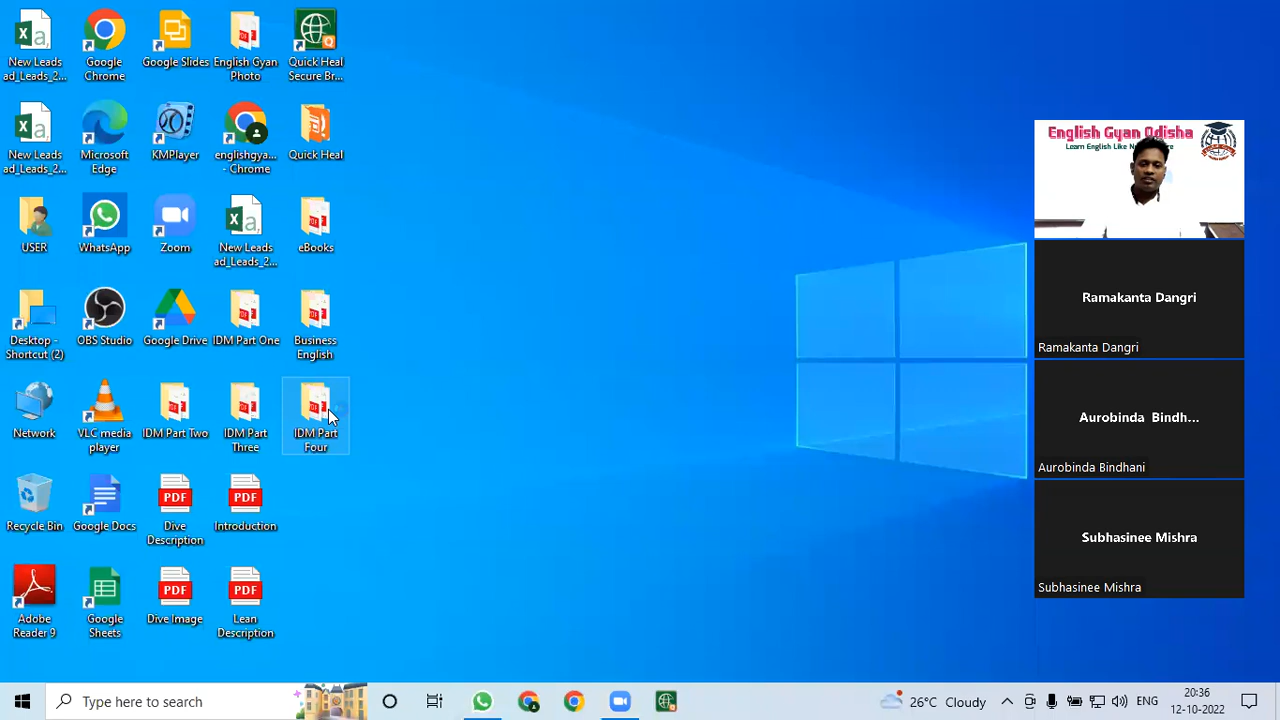 New Leads
ad_Leads_2...
Google
Chrome
Google Slides
English Gyan
Photo
Quick Heal
Secure Br...
New Leads
ad_Leads_2...
Microsoft
Edge
KMPlayer
englishgya...
- Chrome
Quick Heal
USER
WhatsApp
Zoom
New Leads
ad_Leads_2...
eBooks
Desktop -
Shortcut (2)
OBS Studio
Google Drive
IDM Part One
Business
English
Network
VLC media
player
IDM Part Two
IDM Part
Three
IDM Part
Four
Recycle Bin
Google Docs
PDF
Dive
Description
PDF
Introduction
Adobe
Reader 9
Google
Sheets
PDF
Dive Image
PDF
Lean
Description
English Gyan Odisha
Ramakanta Dangri
Ramakanta Dangri
Aurobinda Bindh...
Aurobinda Bindhani
Subhasinee Mishra
Subhasinee Mishra
Type here to search
26°C Cloudy
ENG
20:36
12-10-2022